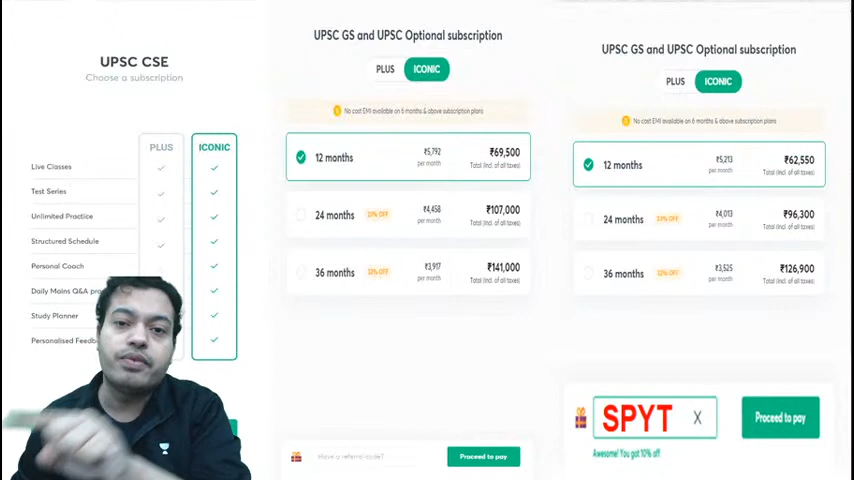 UPSC CSE
Choose a subscription
PLUS ICONIC
Live Classes
Test Series
Unlimited Practice
Structured Schedule
Personal Coach
Daily Mains Q&A
Study Planner
Personalised
UPSC GS and UPSC Optional subscription
PLUS ICONIC
No cost EMI available on 6 months & above subscription plans
12 months ₹5,792 per month ₹69,500 Total (Incl. of all taxes)
24 months ₹4,458 per month ₹107,000 Total (Incl. of all taxes)
36 months ₹3,917 per month ₹141,000 Total (Incl. of all taxes)
Have a referral code? Proceed to pay
UPSC GS and UPSC Optional subscription
PLUS ICONIC
No cost EMI available on 6 months & above subscription plans
12 months ₹5,213 per month ₹62,550 Total (Incl. of all taxes)
24 months ₹4,013 per month ₹96,300 Total (Incl. of all taxes)
36 months ₹3,525 per month ₹126,900 Total (Incl. of all taxes)
SPYT X Proceed to pay
Awesome! You got 10% off